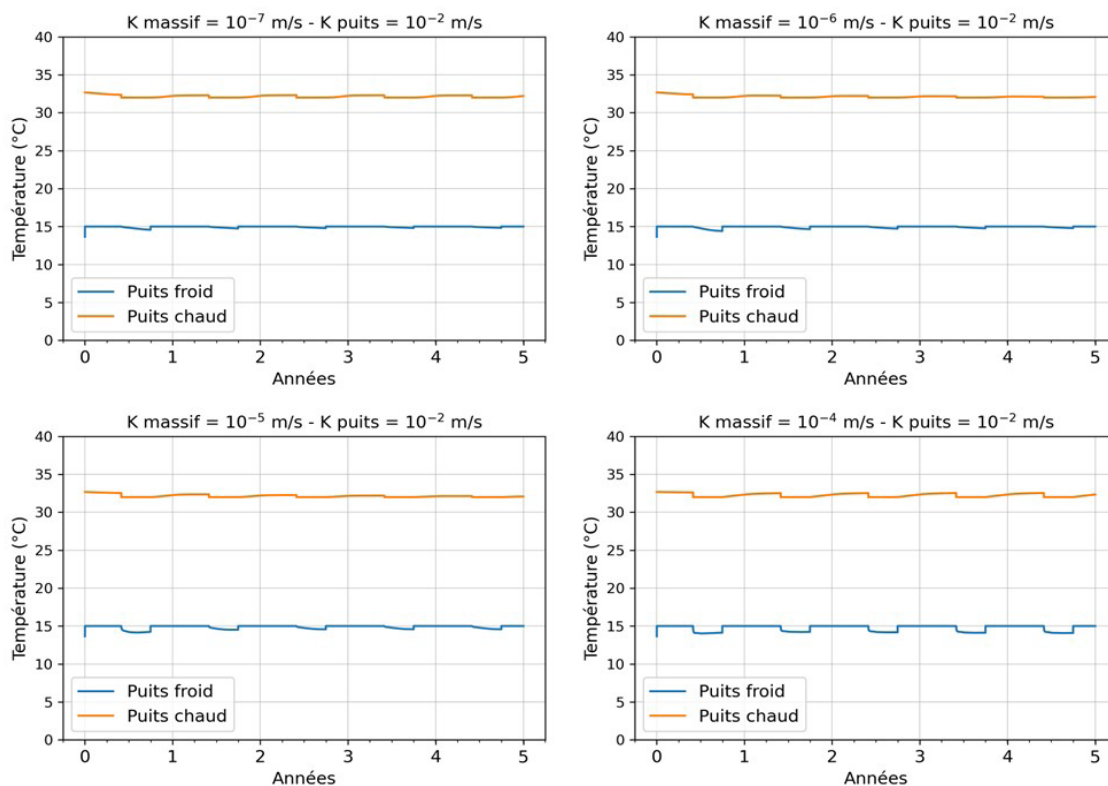 K massif = 10⁻⁷ m/s - K puits = 10⁻² m/s
40
35
30
25
20
15
10
5
0
Température (°C)
Puits froid
Puits chaud
0 1 2 3 4 5
Années
K massif = 10⁻⁶ m/s - K puits = 10⁻² m/s
40
35
30
25
20
15
10
5
0
Température (°C)
Puits froid
Puits chaud
0 1 2 3 4 5
Années
K massif = 10⁻⁵ m/s - K puits = 10⁻² m/s
40
35
30
25
20
15
10
5
0
Température (°C)
Puits froid
Puits chaud
0 1 2 3 4 5
Années
K massif = 10⁻⁴ m/s - K puits = 10⁻² m/s
40
35
30
25
20
15
10
5
0
Température (°C)
Puits froid
Puits chaud
0 1 2 3 4 5
Années